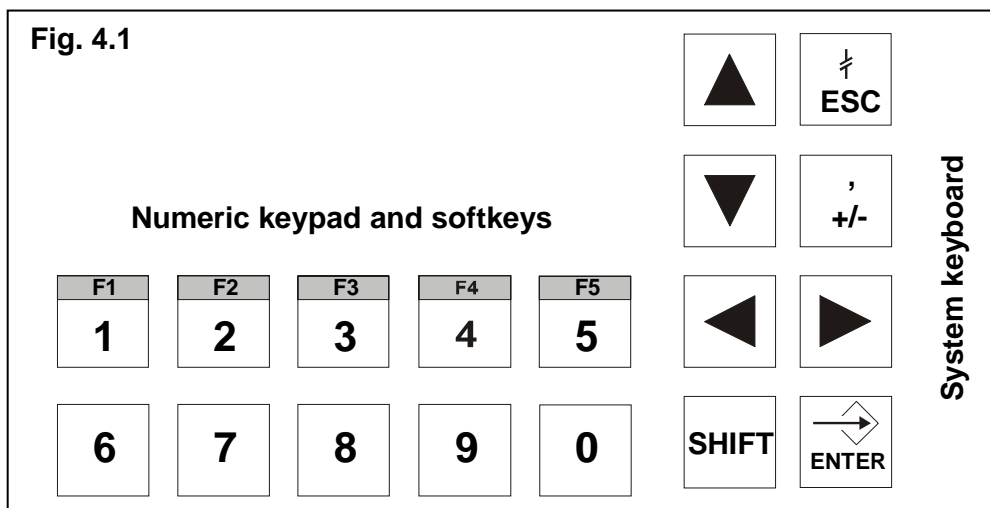 Fig. 4.1
ESC
,
+/-
Numeric keypad and softkeys
F1 F2 F3 F4 F5
1 2 3 4 5
6 7 8 9 0
SHIFT
ENTER
System keyboard